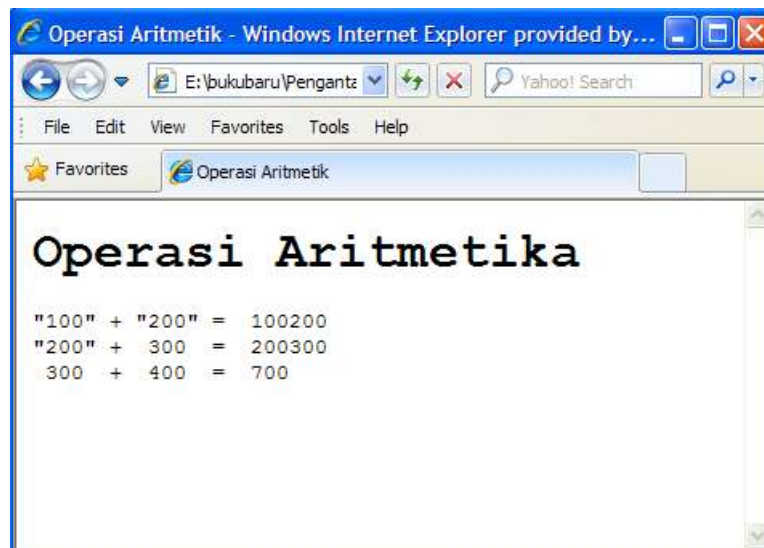 Operasi Aritmetik - Windows Internet Explorer provided by...
E:\bukubaru\Penganta
Yahoo! Search
File Edit View Favorites Tools Help
Favorites
Operasi Aritmetik
Operasi Aritmetika
"100" + "200" = 100200
"200" + 300 = 200300
300 + 400 = 700